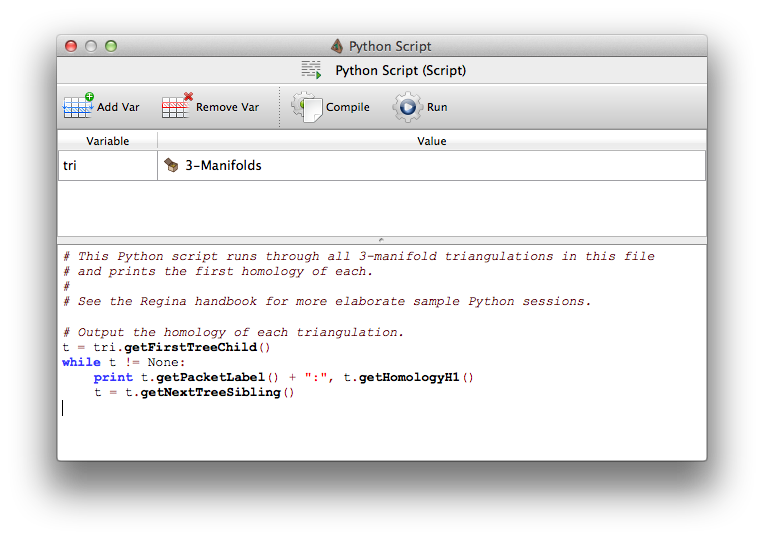 Python Script
Python Script (Script)
Add Var Remove Var Compile Run
Variable Value
tri 3-Manifolds
# This Python script runs through all 3-manifold triangulations in this file
# and prints the first homology of each.
#
# See the Regina handbook for more elaborate sample Python sessions.
# Output the homology of each triangulation.
t = tri.getFirstTreeChild()
while t != None:
    print t.getPacketLabel() + ":", t.getHomologyH1()
    t = t.getNextTreeSibling()